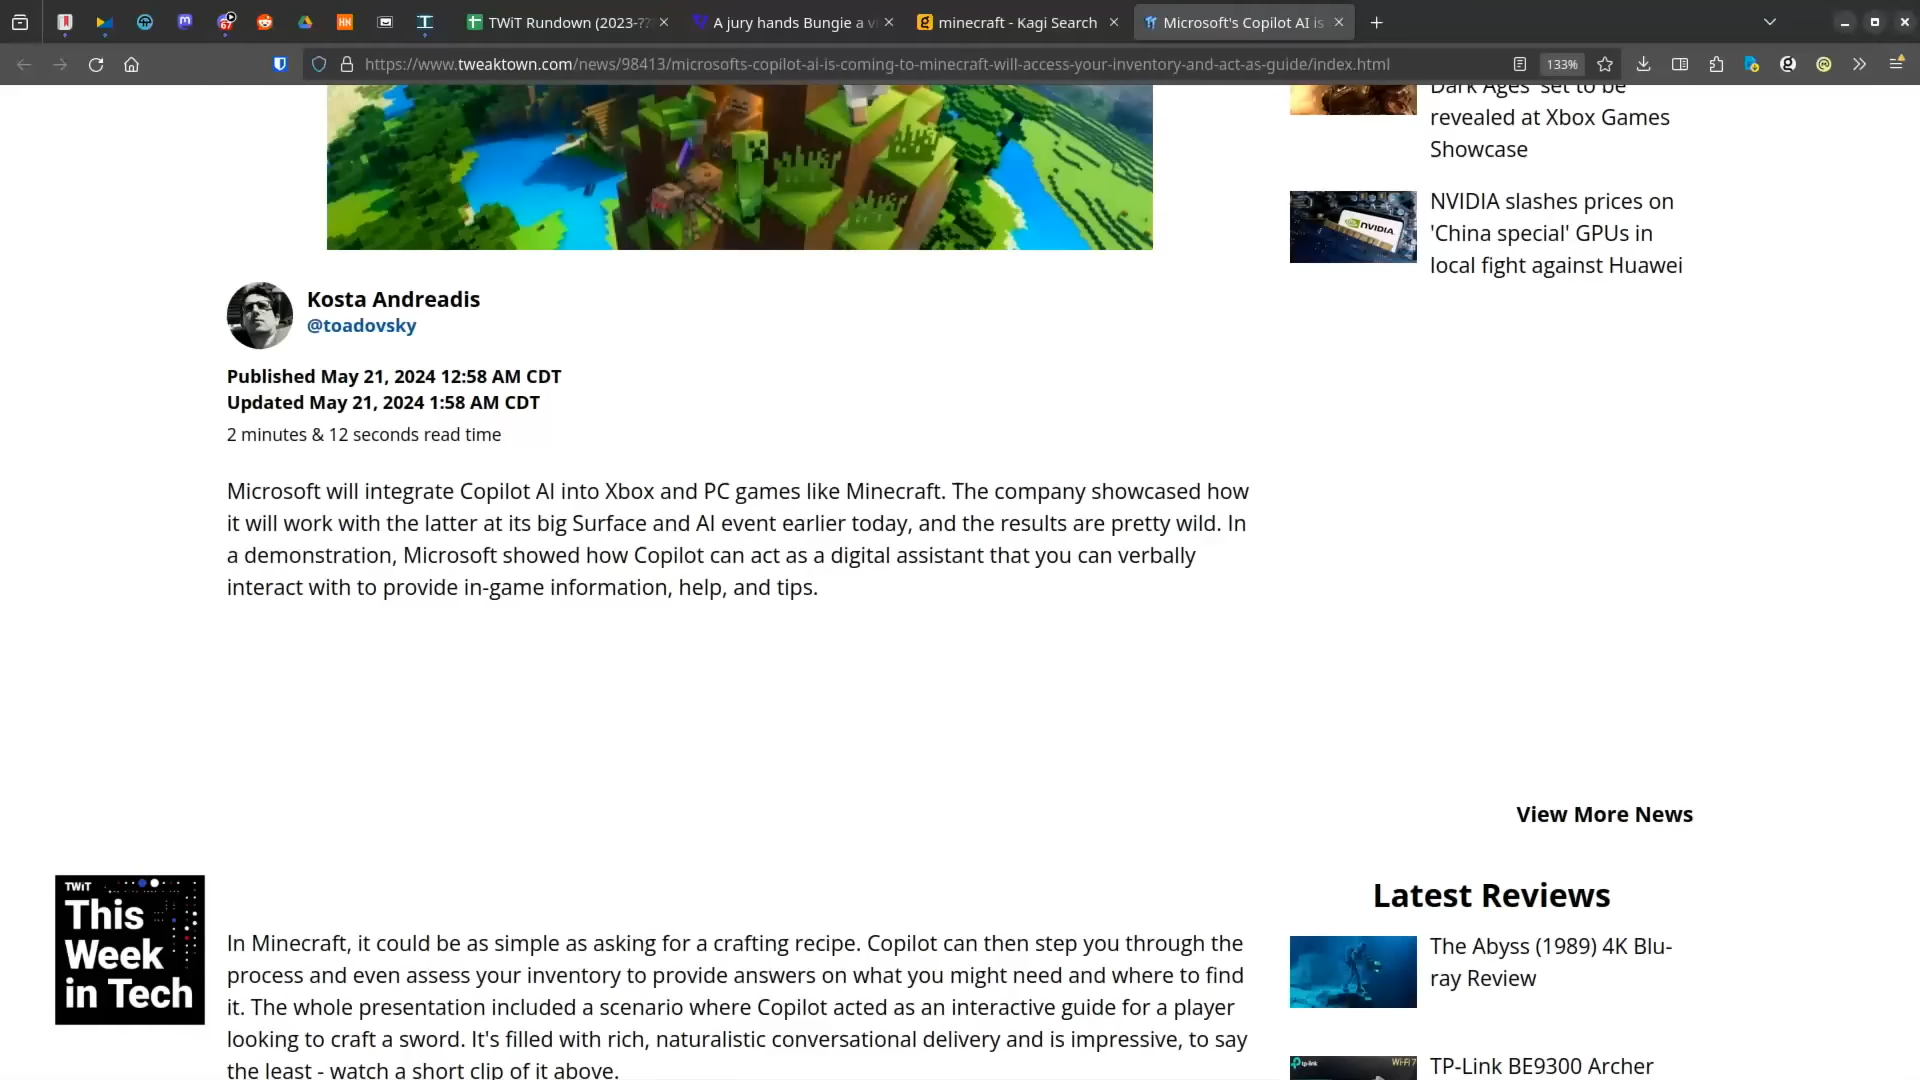 TWiT Rundown (2023-??
A jury hands Bungie a vi
minecraft - Kagi Search
Microsoft's Copilot AI is
https://www.tweaktown.com/news/98413/microsofts-copilot-ai-is-coming-to-minecraft-will-access-your-inventory-and-act-as-guide/index.html
133%
Dark Ages' set to be
revealed at Xbox Games
Showcase
NVIDIA slashes prices on
'China special' GPUs in
local fight against Huawei
NVIDIA
Kosta Andreadis
@toadovsky
Published May 21, 2024 12:58 AM CDT
Updated May 21, 2024 1:58 AM CDT
2 minutes & 12 seconds read time
Microsoft will integrate Copilot AI into Xbox and PC games like Minecraft. The company showcased how
it will work with the latter at its big Surface and AI event earlier today, and the results are pretty wild. In
a demonstration, Microsoft showed how Copilot can act as a digital assistant that you can verbally
interact with to provide in-game information, help, and tips.
View More News
Latest Reviews
The Abyss (1989) 4K Blu-
ray Review
TP-Link BE9300 Archer
tp-link
Wi-Fi 7
TWiT
This
Week
in Tech
In Minecraft, it could be as simple as asking for a crafting recipe. Copilot can then step you through the
process and even assess your inventory to provide answers on what you might need and where to find
it. The whole presentation included a scenario where Copilot acted as an interactive guide for a player
looking to craft a sword. It's filled with rich, naturalistic conversational delivery and is impressive, to say
the least - watch a short clip of it above.